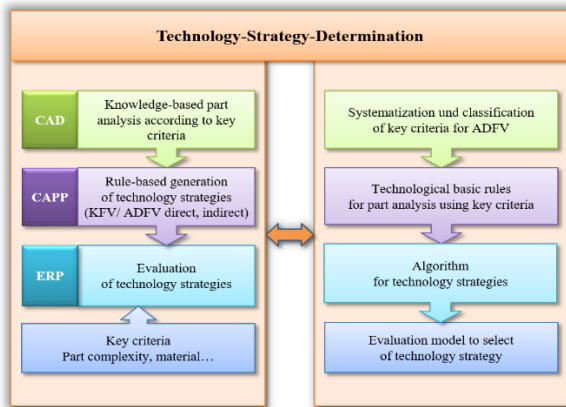 Technology-Strategy-Determination
CAD
Knowledge-based part
analysis according to key
criteria
CAPP
Rule-based generation
of technology strategies
(KFV/ ADFV direct, indirect)
ERP
Evaluation
of technology strategies
Key criteria
Part complexity, material...
Systematization und classification
of key criteria for ADFV
Technological basic rules
for part analysis using key criteria
Algorithm
for technology strategies
Evaluation model to select
of technology strategy